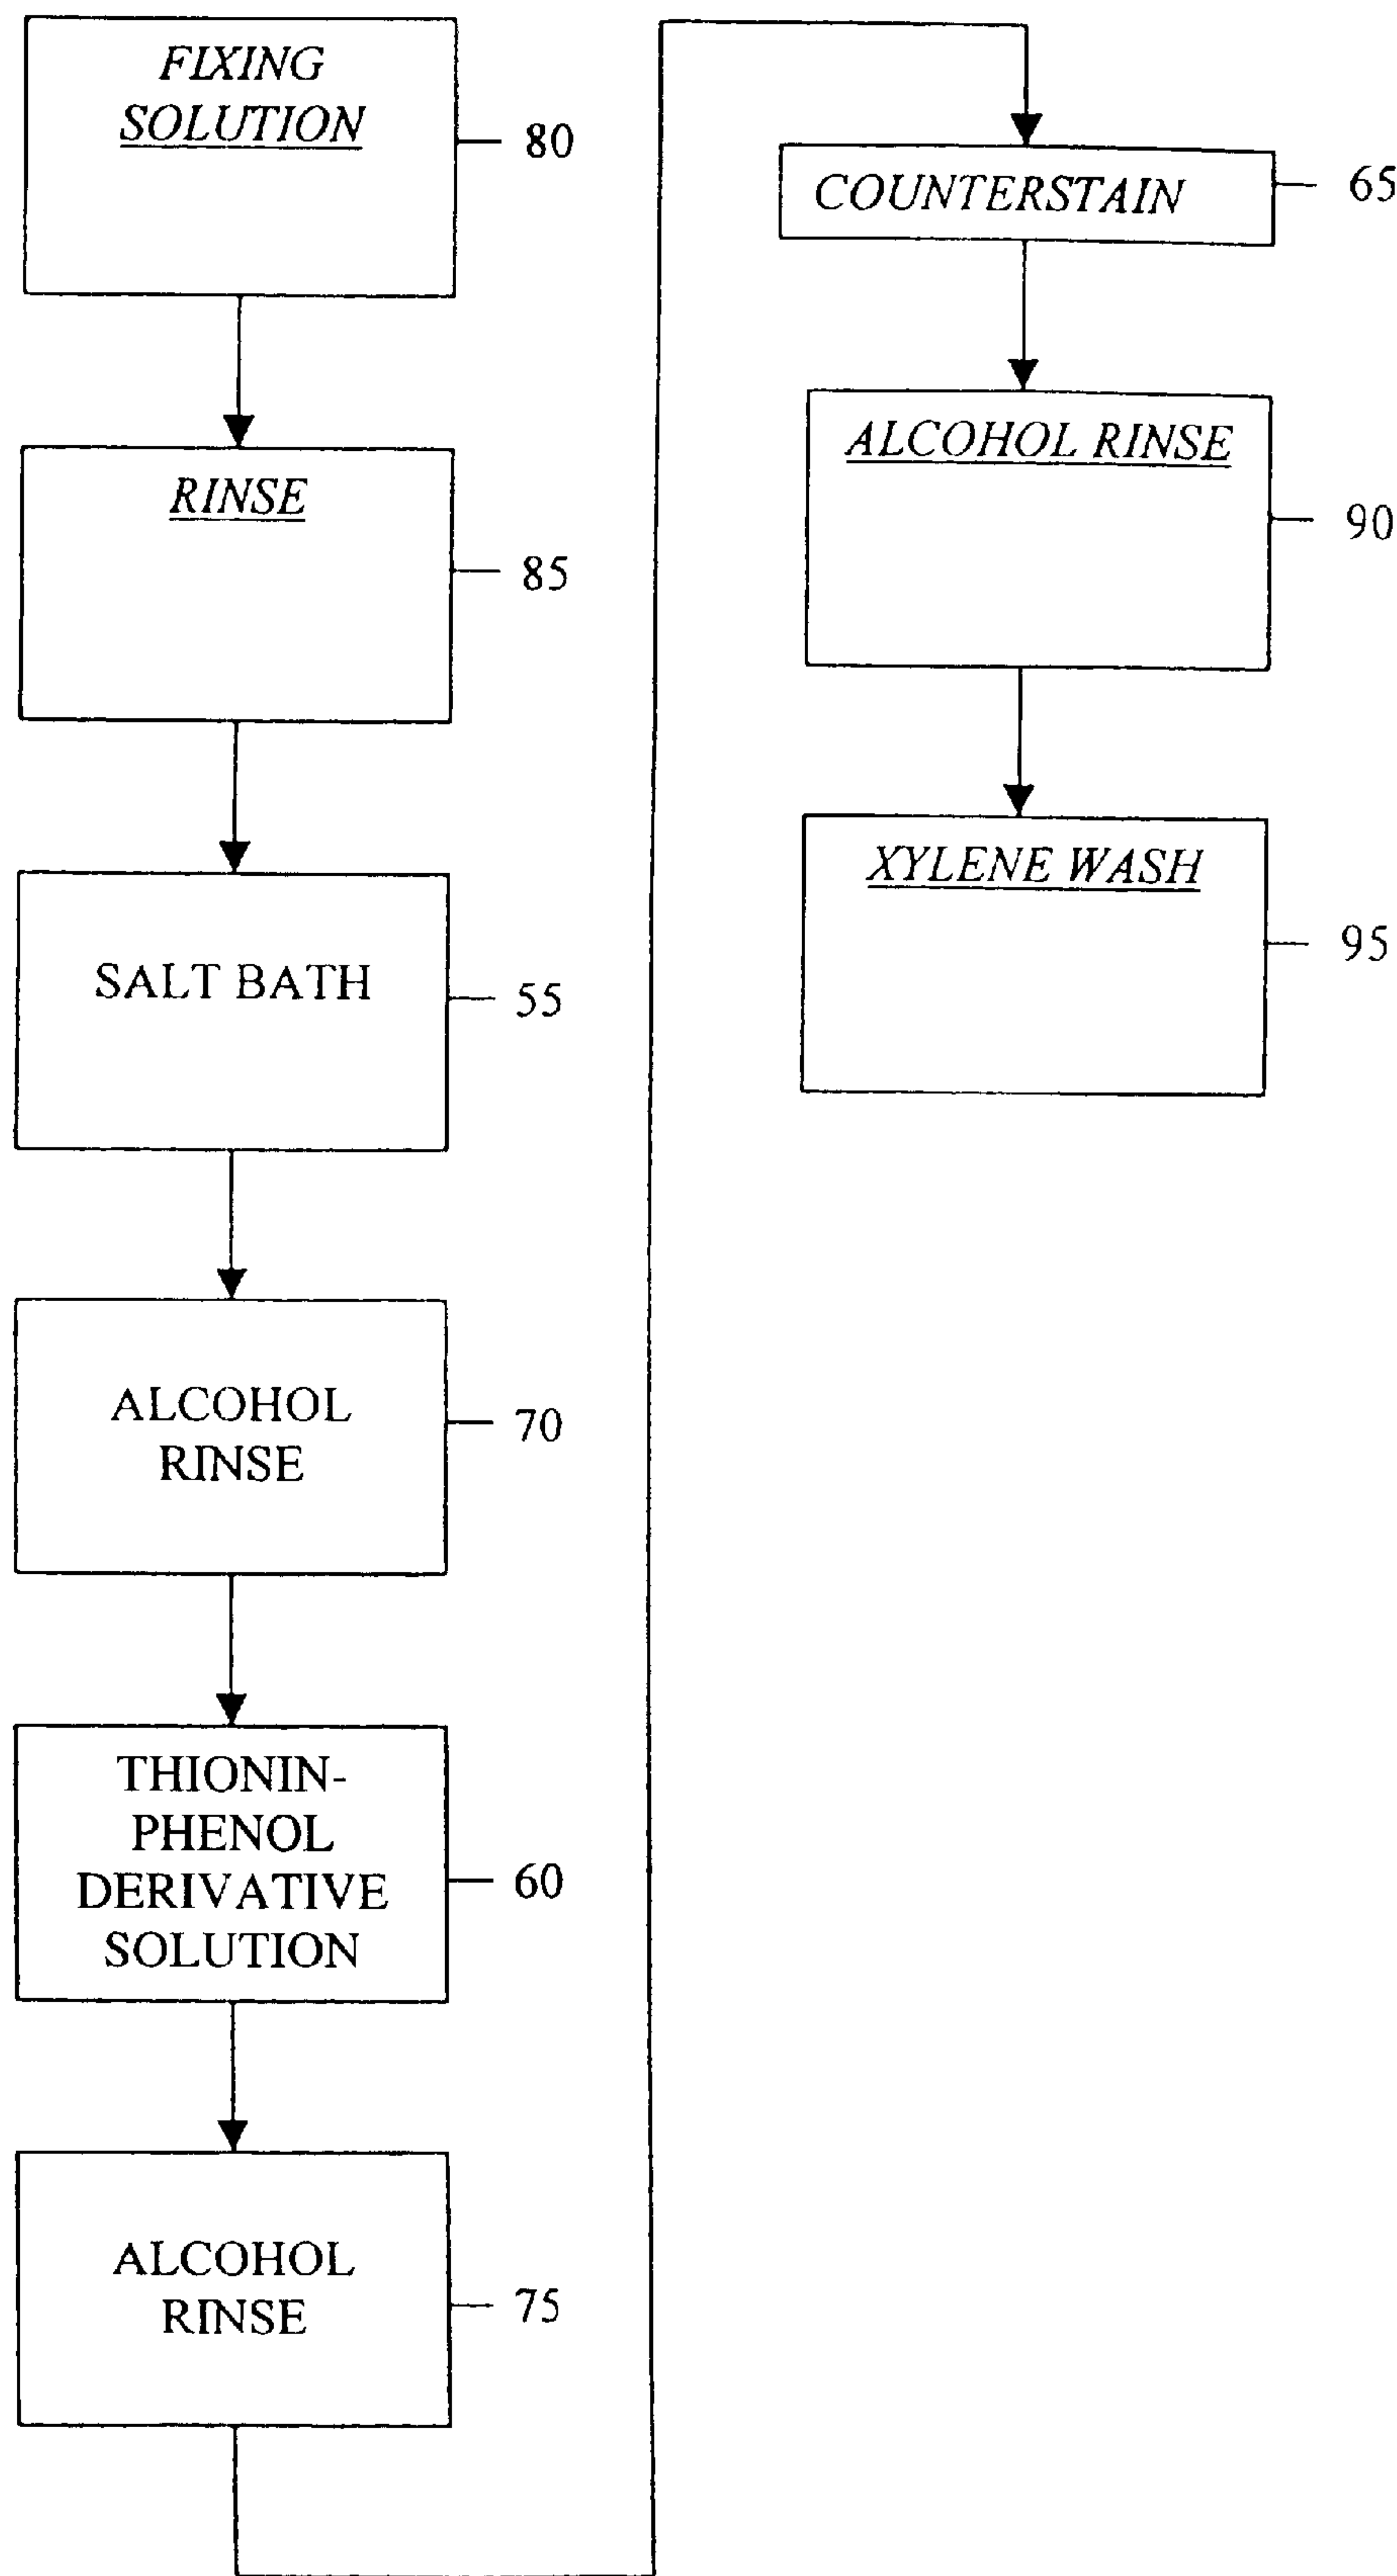 FIXING
SOLUTION
80
RINSE
85
SALT BATH
55
ALCOHOL
RINSE
70
THIONIN-
PHENOL
DERIVATIVE
SOLUTION
60
ALCOHOL
RINSE
75
COUNTERSTAIN
65
ALCOHOL RINSE
90
XYLENE WASH
95